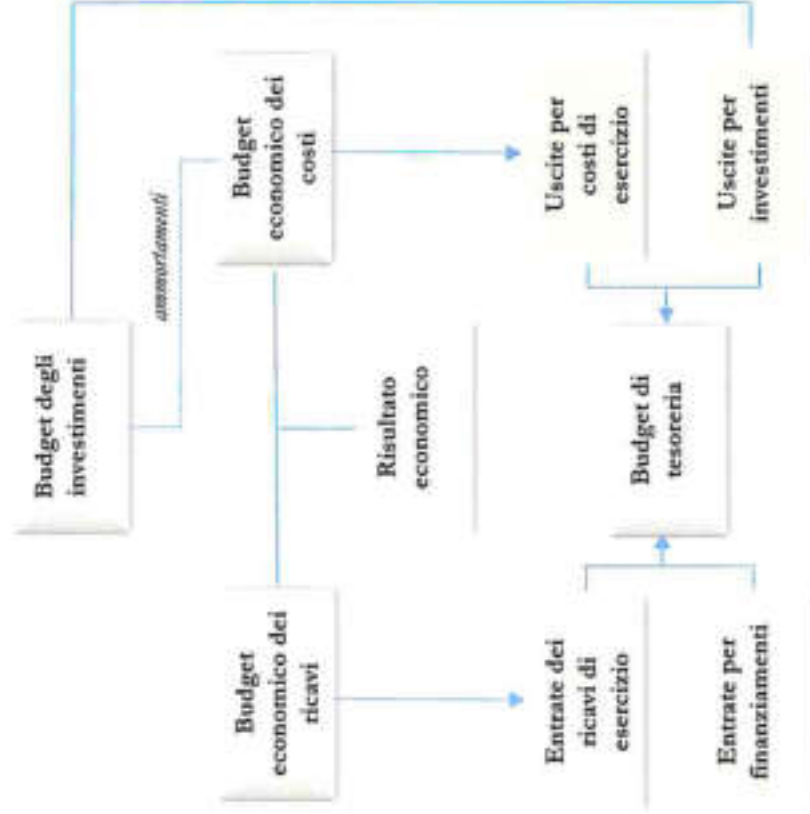 Budget degli
investimenti
ammortamenti
Budget
economico dei
ricavi
Budget
economico dei
costi
Risultato
economico
Entrate dei
ricavi di
esercizio
Uscite per
costi di
esercizio
Budget di
tesoreria
Entrate per
finanziamenti
Uscite per
investimenti